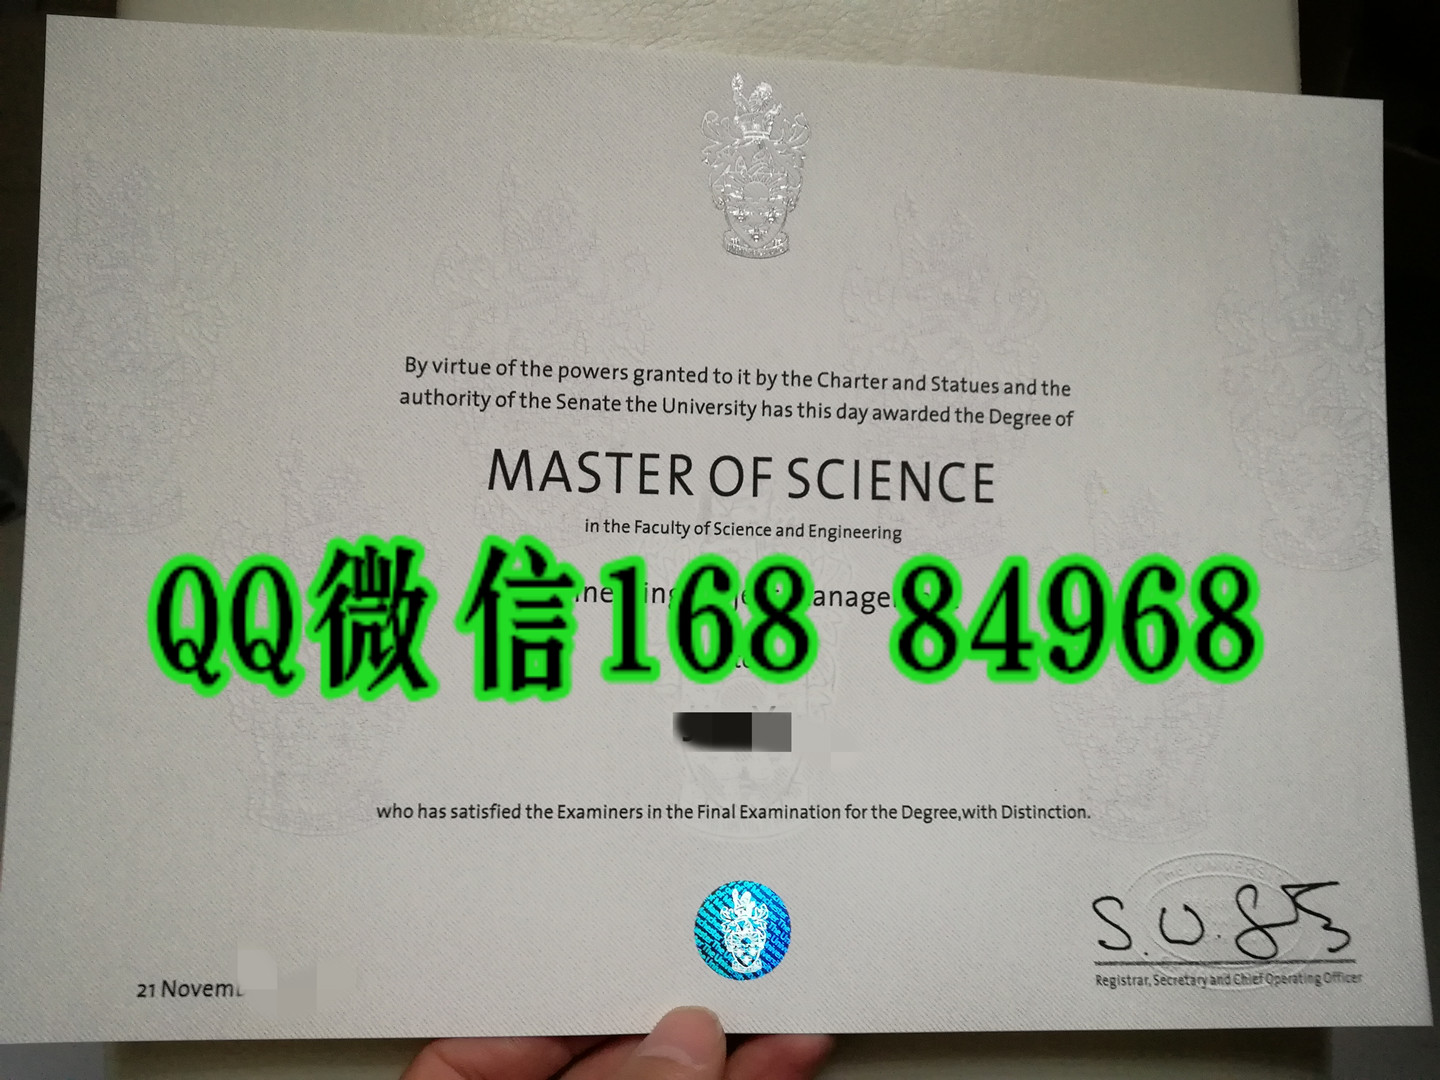 By virtue of the powers granted to it by the Charter and Statues and the
authority of the Senate the University has this day awarded the Degree of
MASTER OF SCIENCE
in the Faculty of Science and Engineering
QQ微信168 84968
who has satisfied the Examiners in the Final Examination for the Degree,with Distinction.
21
Registrar, Secretary and Chief Operating Officer